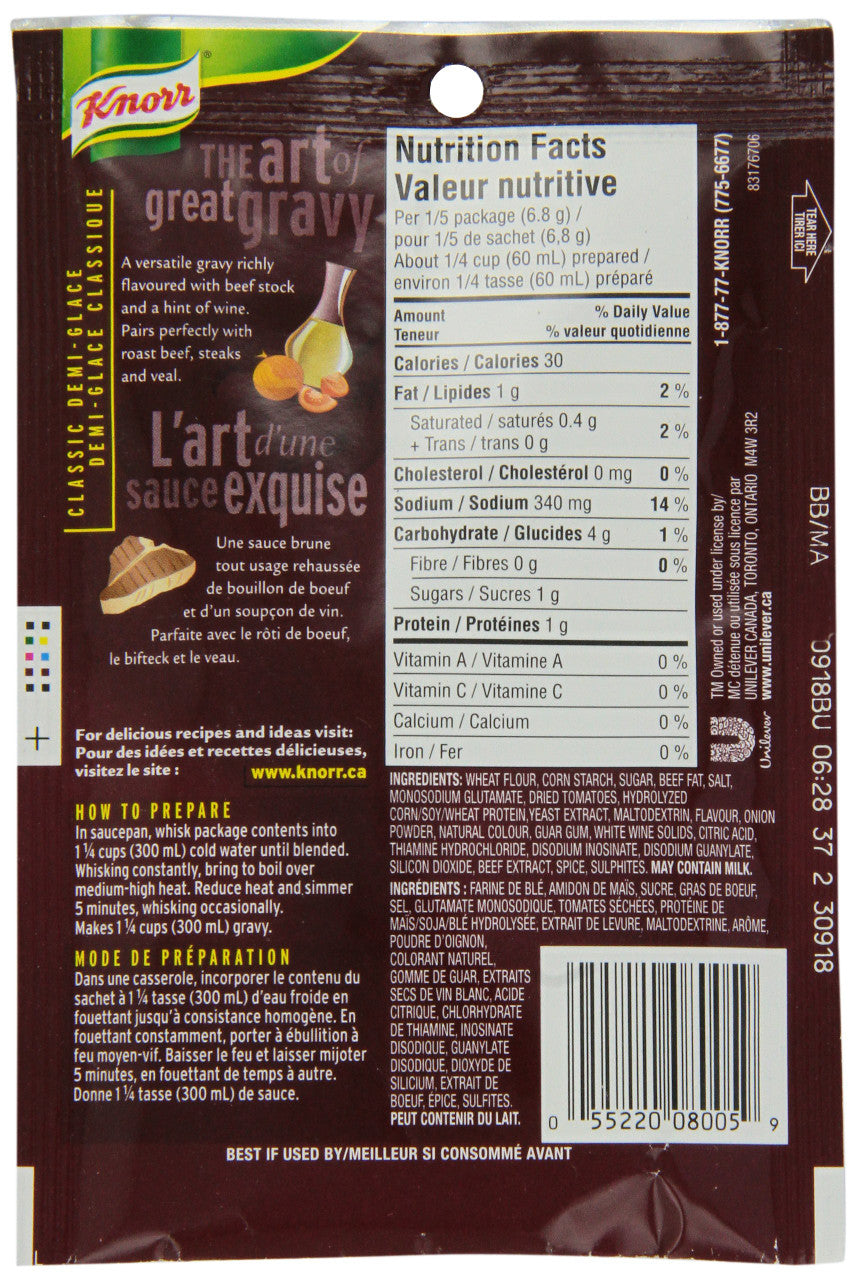 Knorr®
THE art of
great gravy
CLASSIC DEMI-GLACE
DEMI-GLACE CLASSIQUE
A versatile gravy richly
flavoured with beef stock
and a hint of wine.
Pairs perfectly with
roast beef, steaks
and veal.
L'art d'une
sauce exquise
Une sauce brune
tout usage rehaussée
de bouillon de boeuf
et d'un soupçon de vin.
Parfaite avec le rôti de boeuf,
le bifteck et le veau.
For delicious recipes and ideas visit:
Pour des idées et recettes délicieuses,
visitez le site :
www.knorr.ca
HOW TO PREPARE
In saucepan, whisk package contents into
1 ¼ cups (300 mL) cold water until blended.
Whisking constantly, bring to boil over
medium-high heat. Reduce heat and simmer
5 minutes, whisking occasionally.
Makes 1 ¼ cups (300 mL) gravy.
MODE DE PRÉPARATION
Dans une casserole, incorporer le contenu du
sachet à 1 ¼ tasse (300 mL) d'eau froide en
fouettant jusqu'à consistance homogène. En
fouettant constamment, porter à ébullition à
feu moyen-vif. Baisser le feu et laisser mijoter
5 minutes, en fouettant de temps à autre.
Donne 1 ¼ tasse (300 mL) de sauce.
Nutrition Facts
Valeur nutritive
Per 1/5 package (6.8 g) /
pour 1/5 de sachet (6,8 g)
About 1/4 cup (60 mL) prepared /
environ 1/4 tasse (60 mL) préparé
Amount % Daily Value
Teneur % valeur quotidienne
Calories / Calories 30
Fat / Lipides 1 g 2 %
Saturated / saturés 0.4 g
+ Trans / trans 0 g 2 %
Cholesterol / Cholestérol 0 mg 0 %
Sodium / Sodium 340 mg 14 %
Carbohydrate / Glucides 4 g 1 %
Fibre / Fibres 0 g 0 %
Sugars / Sucres 1 g
Protein / Protéines 1 g
Vitamin A / Vitamine A 0 %
Vitamin C / Vitamine C 0 %
Calcium / Calcium 0 %
Iron / Fer 0 %
INGREDIENTS: WHEAT FLOUR, CORN STARCH, SUGAR, BEEF FAT, SALT,
MONOSODIUM GLUTAMATE, DRIED TOMATOES, HYDROLYZED
CORN/SOY/WHEAT PROTEIN, YEAST EXTRACT, MALTODEXTRIN, FLAVOUR, ONION
POWDER, NATURAL COLOUR, GUAR GUM, WHITE WINE SOLIDS, CITRIC ACID,
THIAMINE HYDROCHLORIDE, DISODIUM INOSINATE, DISODIUM GUANYLATE,
SILICON DIOXIDE, BEEF EXTRACT, SPICE, SULPHITES. MAY CONTAIN MILK.
INGRÉDIENTS : FARINE DE BLÉ, AMIDON DE MAÏS, SUCRE, GRAS DE BOEUF,
SEL, GLUTAMATE MONOSODIQUE, TOMATES SÉCHÉES, PROTÉINE DE
MAÏS/SOJA/BLÉ HYDROLYSÉE, EXTRAIT DE LEVURE, MALTODEXTRINE, ARÔME,
POUDRE D'OIGNON,
COLORANT NATUREL,
GOMME DE GUAR, EXTRAITS
SECS DE VIN BLANC, ACIDE
CITRIQUE, CHLORHYDRATE
DE THIAMINE, INOSINATE
DISODIQUE, GUANYLATE
DISODIQUE, DIOXYDE DE
SILICIUM, EXTRAIT DE
BOEUF, ÉPICE, SULFITES.
PEUT CONTENIR DU LAIT.
0 55220 08005 9
BEST IF USED BY/MEILLEUR SI CONSOMMÉ AVANT
1-877-77-KNORR (775-6677)
83176706
TEAR HERE
TIRER ICI
TM Owned or used under license by/
MC détenue ou utilisée sous licence par
UNILEVER CANADA, TORONTO, ONTARIO M4W 3R2
www.unilever.ca
Unilever
BB/MA 0918BU 06:28 37 2 30918